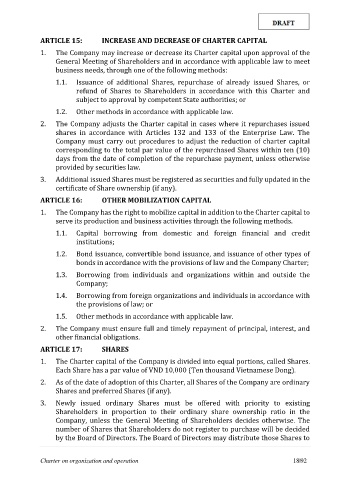 DRAFT
ARTICLE 15: INCREASE AND DECREASE OF CHARTER CAPITAL
1. The Company may increase or decrease its Charter capital upon approval of the
General Meeting of Shareholders and in accordance with applicable law to meet
business needs, through one of the following methods:
1.1. Issuance of additional Shares, repurchase of already issued Shares, or
refund of Shares to Shareholders in accordance with this Charter and
subject to approval by competent State authorities; or
1.2. Other methods in accordance with applicable law.
2. The Company adjusts the Charter capital in cases where it repurchases issued
shares in accordance with Articles 132 and 133 of the Enterprise Law. The
Company must carry out procedures to adjust the reduction of charter capital
corresponding to the total par value of the repurchased Shares within ten (10)
days from the date of completion of the repurchase payment, unless otherwise
provided by securities law.
3. Additional issued Shares must be registered as securities and fully updated in the
certificate of Share ownership (if any).
ARTICLE 16: OTHER MOBILIZATION CAPITAL
1. The Company has the right to mobilize capital in addition to the Charter capital to
serve its production and business activities through the following methods.
1.1. Capital borrowing from domestic and foreign financial and credit
institutions;
1.2. Bond issuance, convertible bond issuance, and issuance of other types of
bonds in accordance with the provisions of law and the Company Charter;
1.3. Borrowing from individuals and organizations within and outside the
Company;
1.4. Borrowing from foreign organizations and individuals in accordance with
the provisions of law; or
1.5. Other methods in accordance with applicable law.
2. The Company must ensure full and timely repayment of principal, interest, and
other financial obligations.
ARTICLE 17: SHARES
1. The Charter capital of the Company is divided into equal portions, called Shares.
Each Share has a par value of VND 10,000 (Ten thousand Vietnamese Dong).
2. As of the date of adoption of this Charter, all Shares of the Company are ordinary
Shares and preferred Shares (if any).
3. Newly issued ordinary Shares must be offered with priority to existing
Shareholders in proportion to their ordinary share ownership ratio in the
Company, unless the General Meeting of Shareholders decides otherwise. The
number of Shares that Shareholders do not register to purchase will be decided
by the Board of Directors. The Board of Directors may distribute those Shares to
Charter on organization and operation 18/92